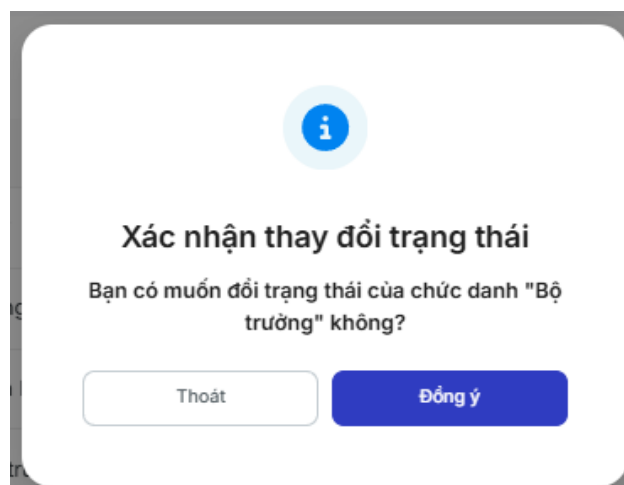 Xác nhận thay đổi trạng thái
Bạn có muốn đổi trạng thái của chức danh "Bộ
trưởng" không?
Thoát
Đồng ý